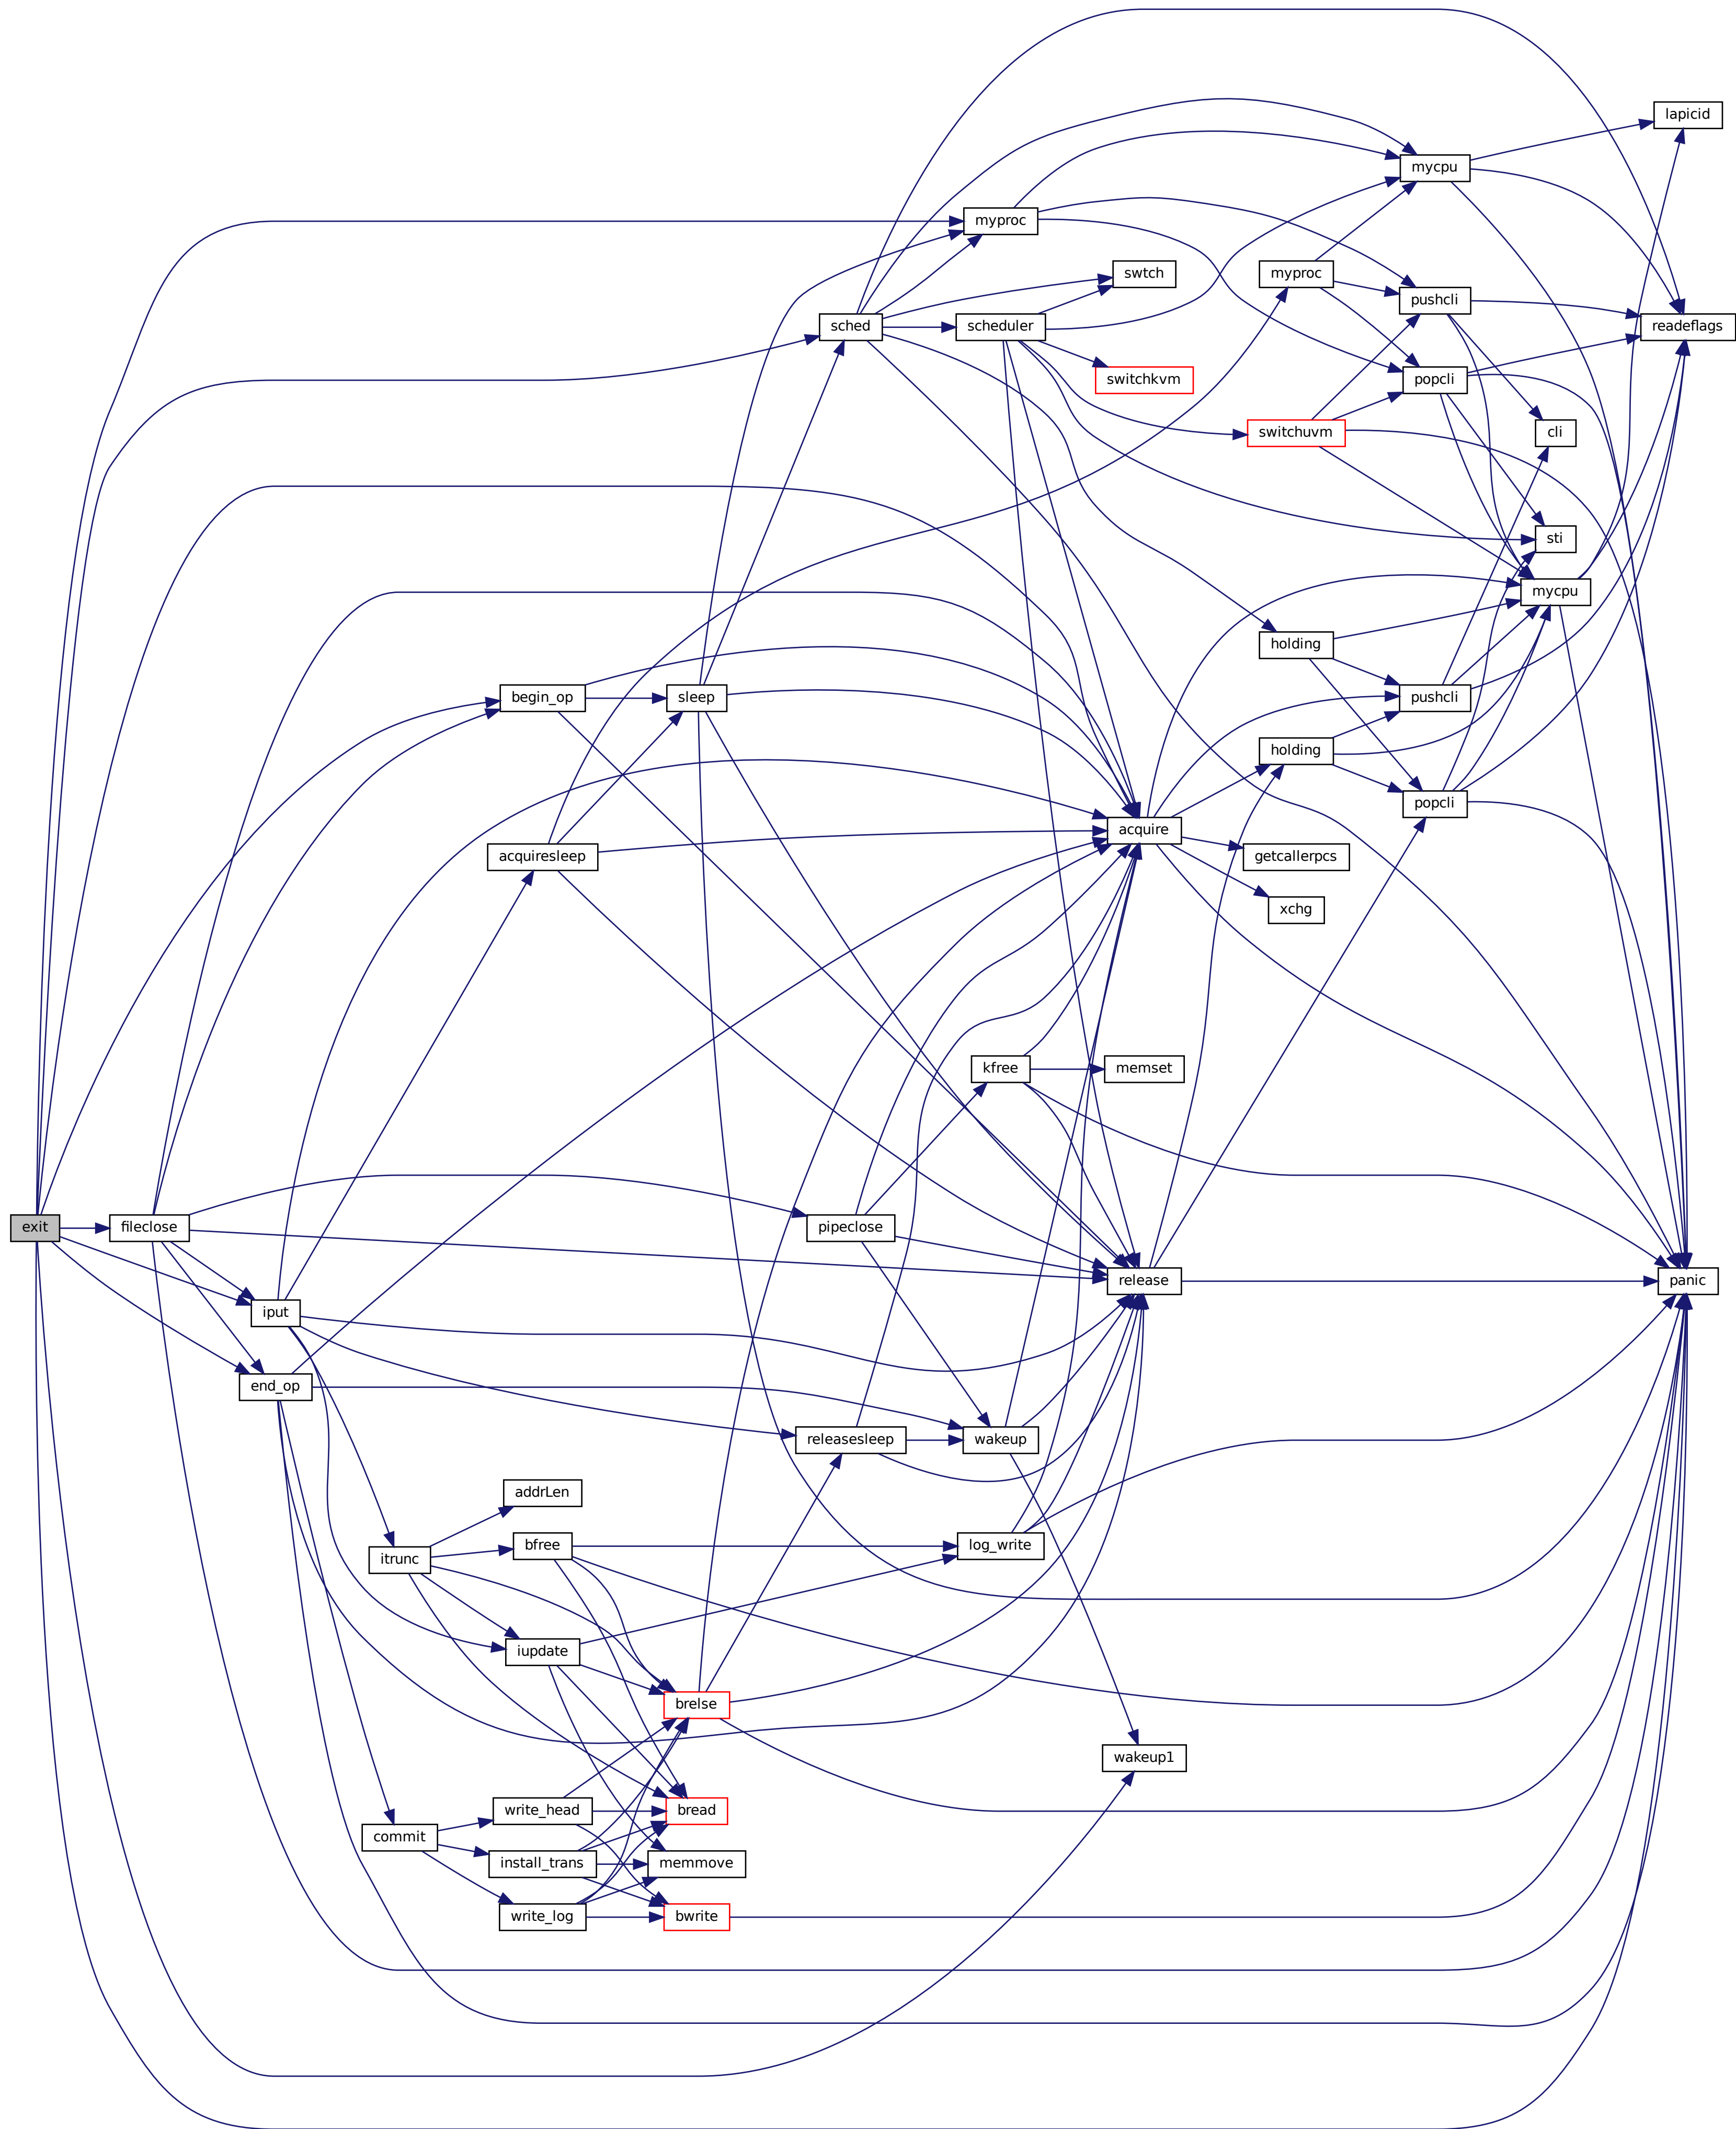 lapicid
mycpu
myproc
swtch
myproc
pushcli
sched
scheduler
readeflags
switchkvm
popcli
switchuvm
cli
sti
mycpu
holding
begin_op
sleep
pushcli
holding
popcli
acquire
acquiresleep
getcallerpcs
xchg
kfree
memset
exit
fileclose
pipeclose
release
panic
iput
end_op
releasesleep
wakeup
addrLen
bfree
log_write
itrunc
iupdate
brelse
wakeup1
write_head
bread
commit
install_trans
memmove
write_log
bwrite